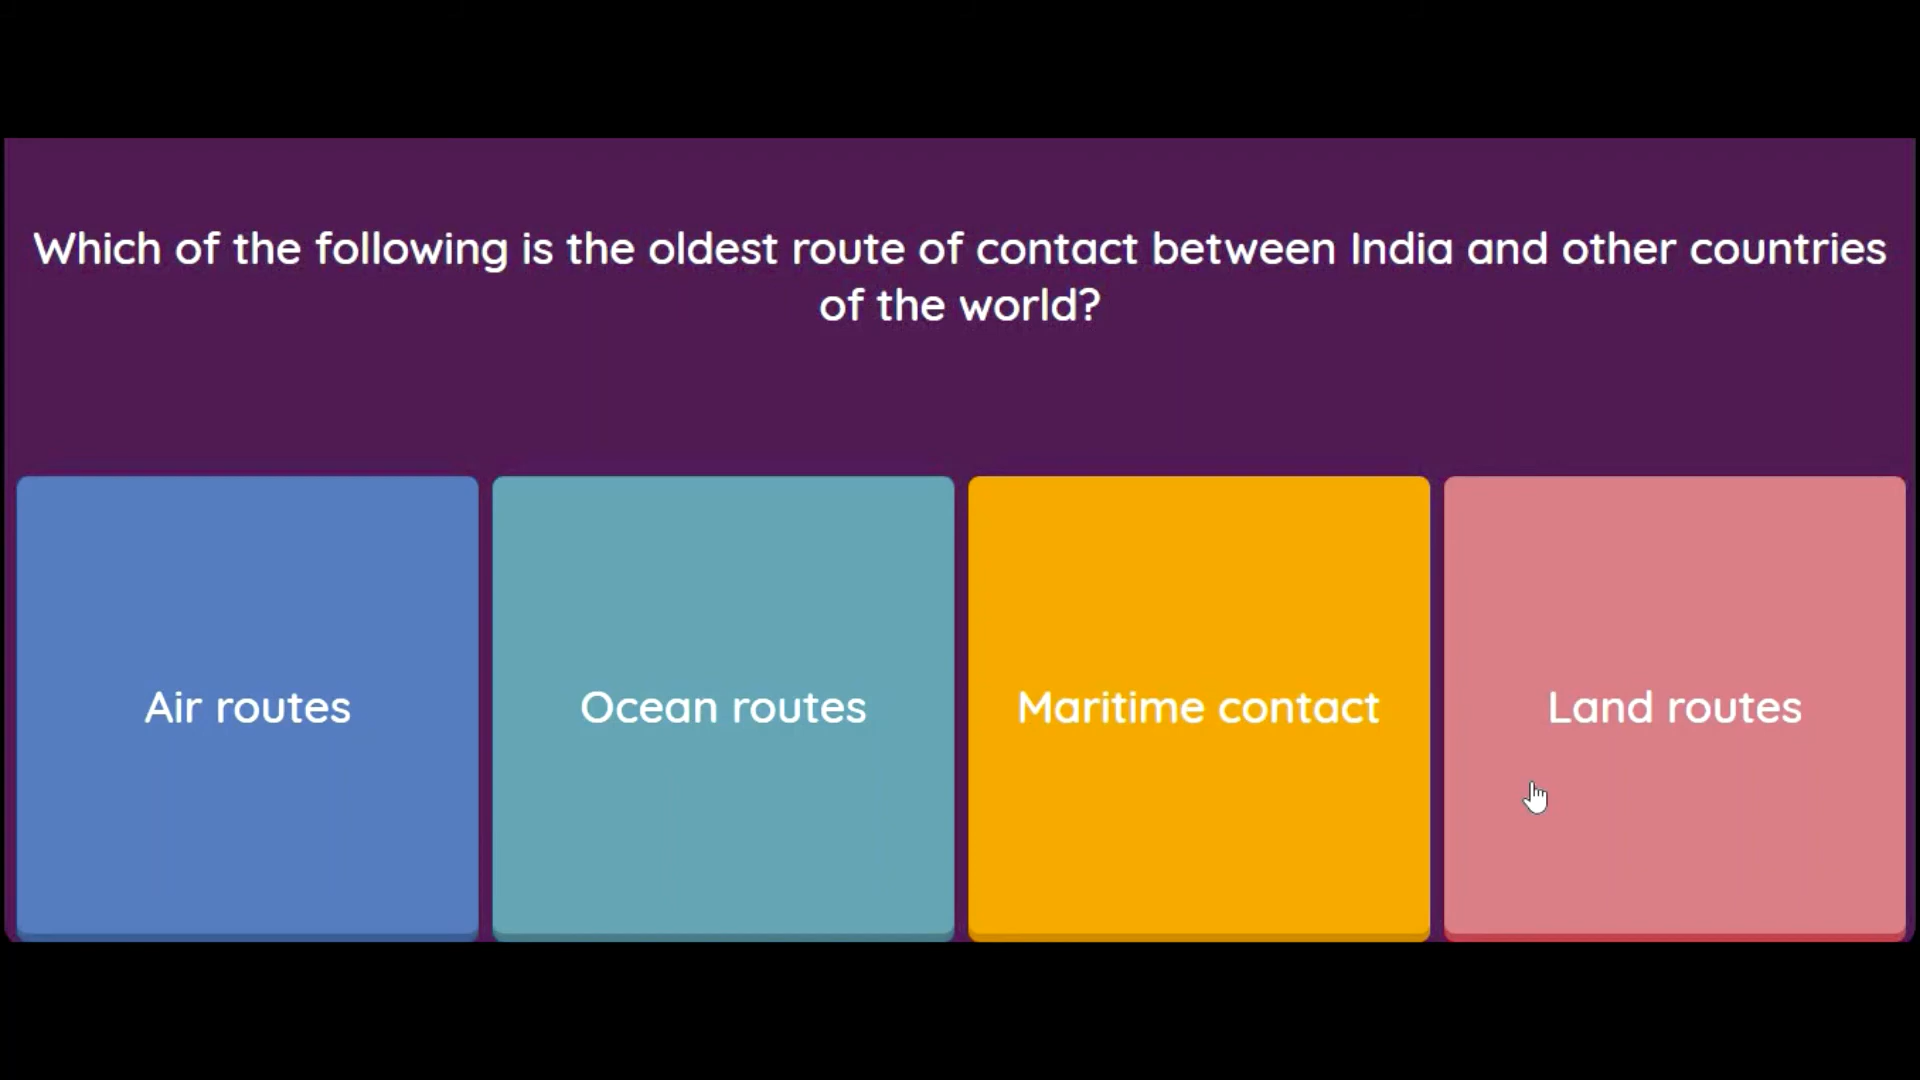 Which of the following is the oldest route of contact between India and other countries
of the world?
Air routes
Ocean routes
Maritime contact
Land routes